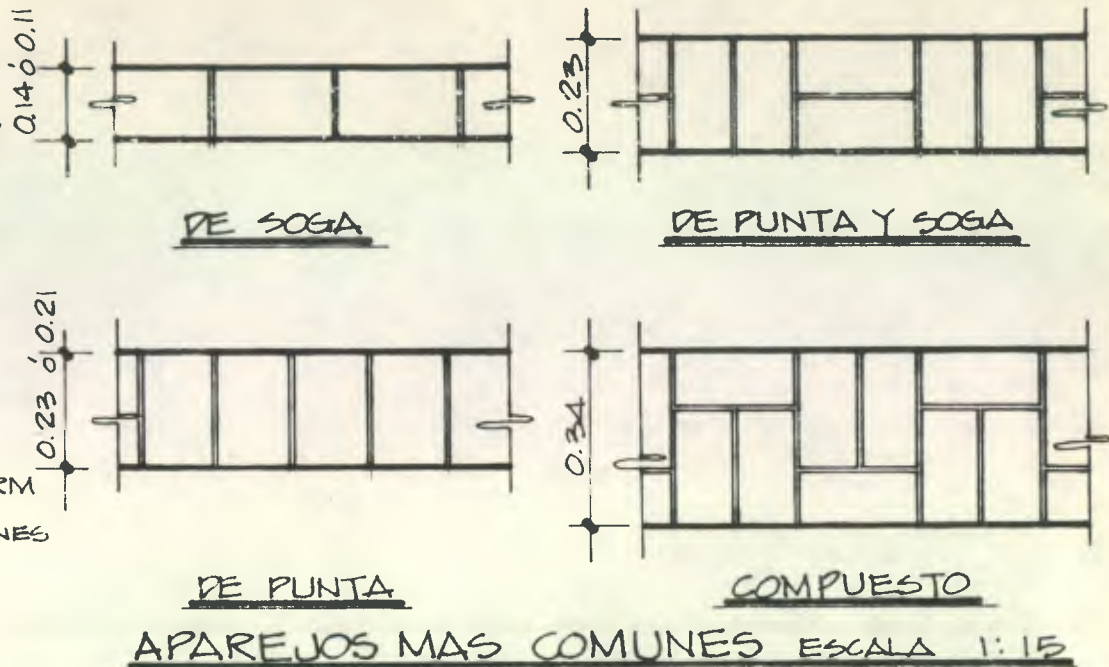 0.14 ó 0.11
DE SOGA
0.23
DE PUNTA Y SOGA
0.23 ó 0.21
DE PUNTA
0.34
COMPUESTO
APAREJOS MAS COMUNES ESCALA 1:15